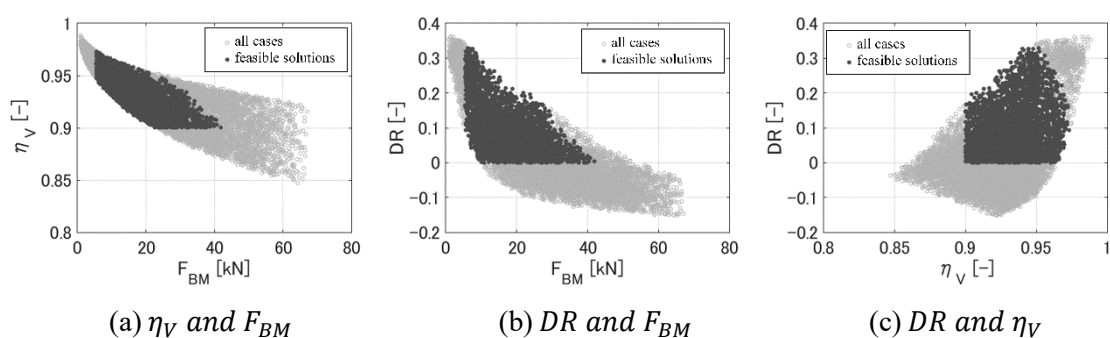 1
0.95
0.9
0.85
0.8
η V [-]
all cases
feasible solutions
0 20 40 60 80
F BM [kN]
(a) η_V and F_BM
0.4
0.3
0.2
0.1
0
-0.1
-0.2
DR [-]
all cases
feasible solutions
0 20 40 60 80
F BM [kN]
(b) DR and F_BM
0.4
0.3
0.2
0.1
0
-0.1
-0.2
DR [-]
all cases
feasible solutions
0.8 0.85 0.9 0.95 1
η V [-]
(c) DR and η_V